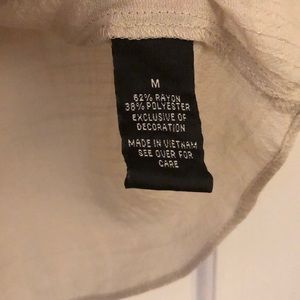 M
62% RAYON
38% POLYESTER
EXCLUSIVE OF
DECORATION
MADE IN VIETNAM
SEE OVER FOR
CARE